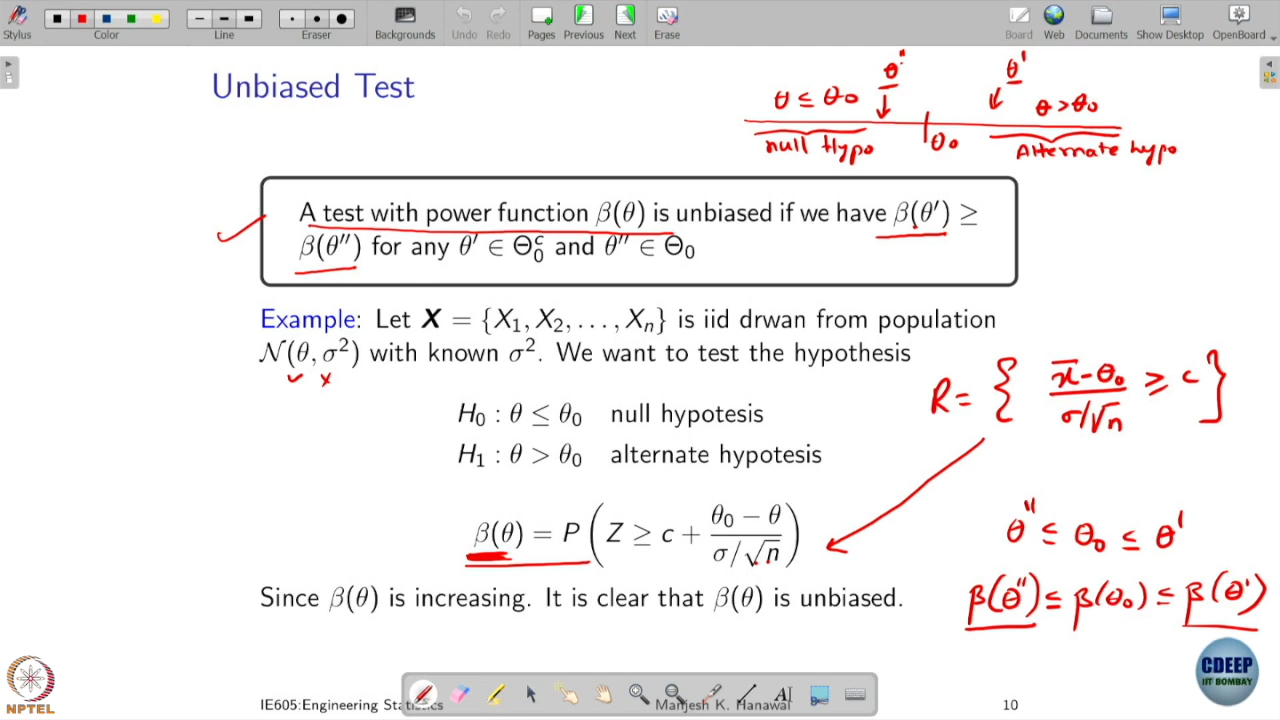 Stylus Color Line Eraser Backgrounds Undo Redo Pages Previous Next Erase Board Web Documents Show Desktop OpenBoard
Unbiased Test
θ" θ'
θ ≤ θ₀ θ > θ₀
θ₀
null Hypo Alternate hypo
A test with power function β(θ) is unbiased if we have β(θ′) ≥
β(θ″) for any θ′ ∈ Θ₀ᶜ and θ″ ∈ Θ₀
Example: Let X = {X₁, X₂, . . . , Xₙ} is iid drwan from population
N(θ, σ²) with known σ². We want to test the hypothesis
R = { (x̄ - θ₀)/(σ/√n) ≥ c }
H₀ : θ ≤ θ₀ null hypotesis
H₁ : θ > θ₀ alternate hypotesis
β(θ) = P ( Z ≥ c + (θ₀ − θ)/(σ/√n) )
θ" ≤ θ₀ ≤ θ'
Since β(θ) is increasing. It is clear that β(θ) is unbiased.
β(θ") ≤ β(θ₀) ≤ β(θ')
CDEEP
IIT BOMBAY
NPTEL
IE605:Engineering Statistics Manjesh K. Hanawal 10